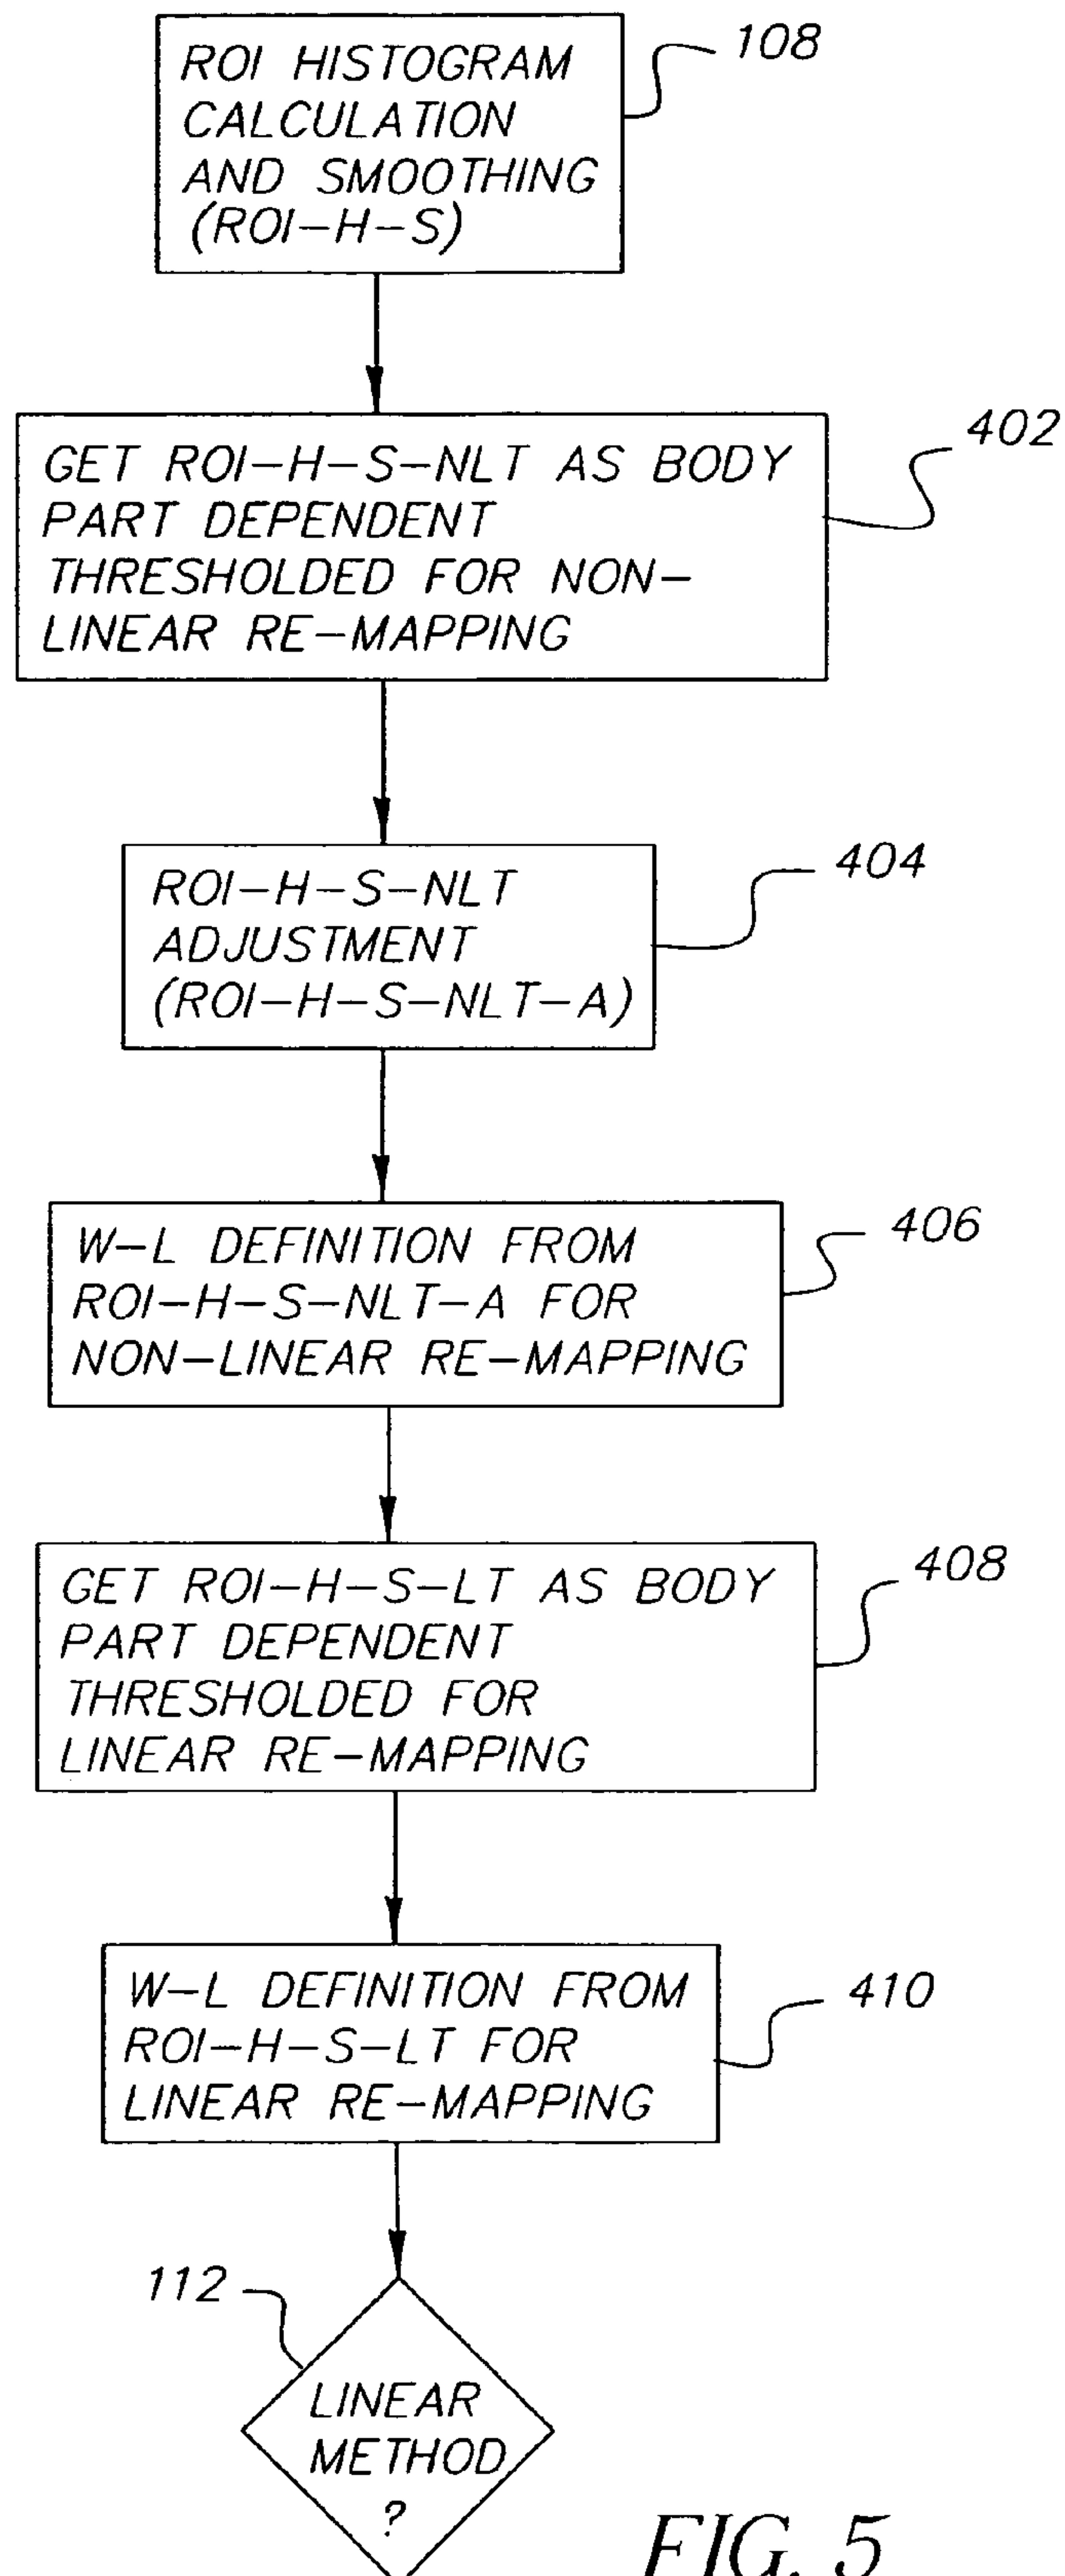 108
ROI HISTOGRAM
CALCULATION
AND SMOOTHING
(ROI-H-S)
402
GET ROI-H-S-NLT AS BODY
PART DEPENDENT
THRESHOLDED FOR NON-
LINEAR RE-MAPPING
404
ROI-H-S-NLT
ADJUSTMENT
(ROI-H-S-NLT-A)
406
W-L DEFINITION FROM
ROI-H-S-NLT-A FOR
NON-LINEAR RE-MAPPING
408
GET ROI-H-S-LT AS BODY
PART DEPENDENT
THRESHOLDED FOR
LINEAR RE-MAPPING
410
W-L DEFINITION FROM
ROI-H-S-LT FOR
LINEAR RE-MAPPING
112
LINEAR
METHOD
?
FIG. 5